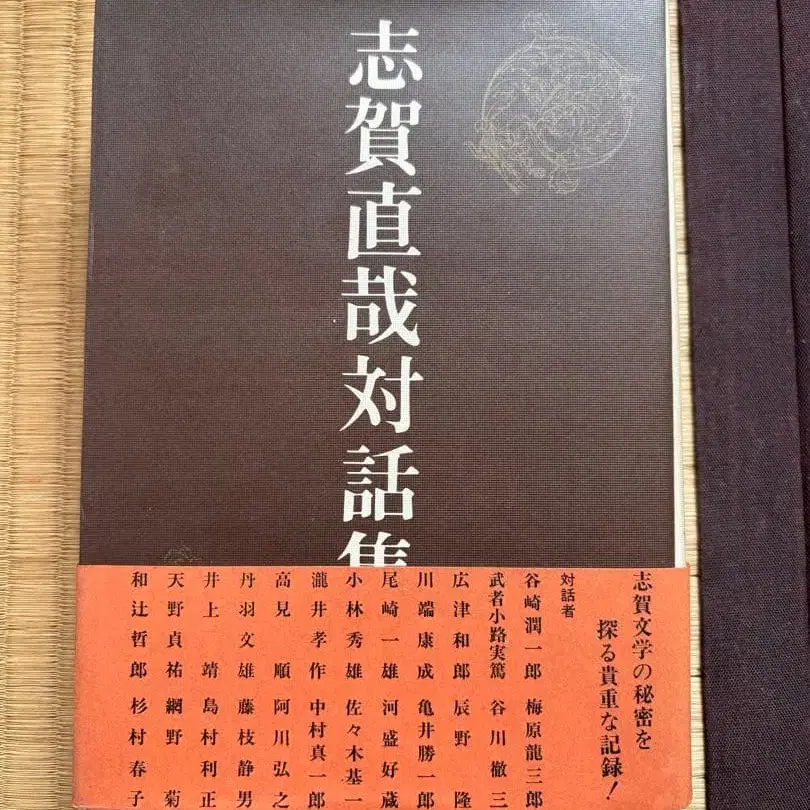 志賀直哉対話集
志賀文学の秘密を
探る貴重な記録!
対話者
谷崎潤一郎 梅原龍三郎
武者小路実篤 谷川徹三
広津和郎 辰野隆
川端康成 亀井勝一郎
尾崎一雄 河盛好蔵
小林秀雄 佐々木基一
瀧井孝作 中村真一郎
高見順 阿川弘之
丹羽文雄 藤枝静男
井上靖 島村利正
天野貞祐 網野菊
和辻哲郎 杉村春子